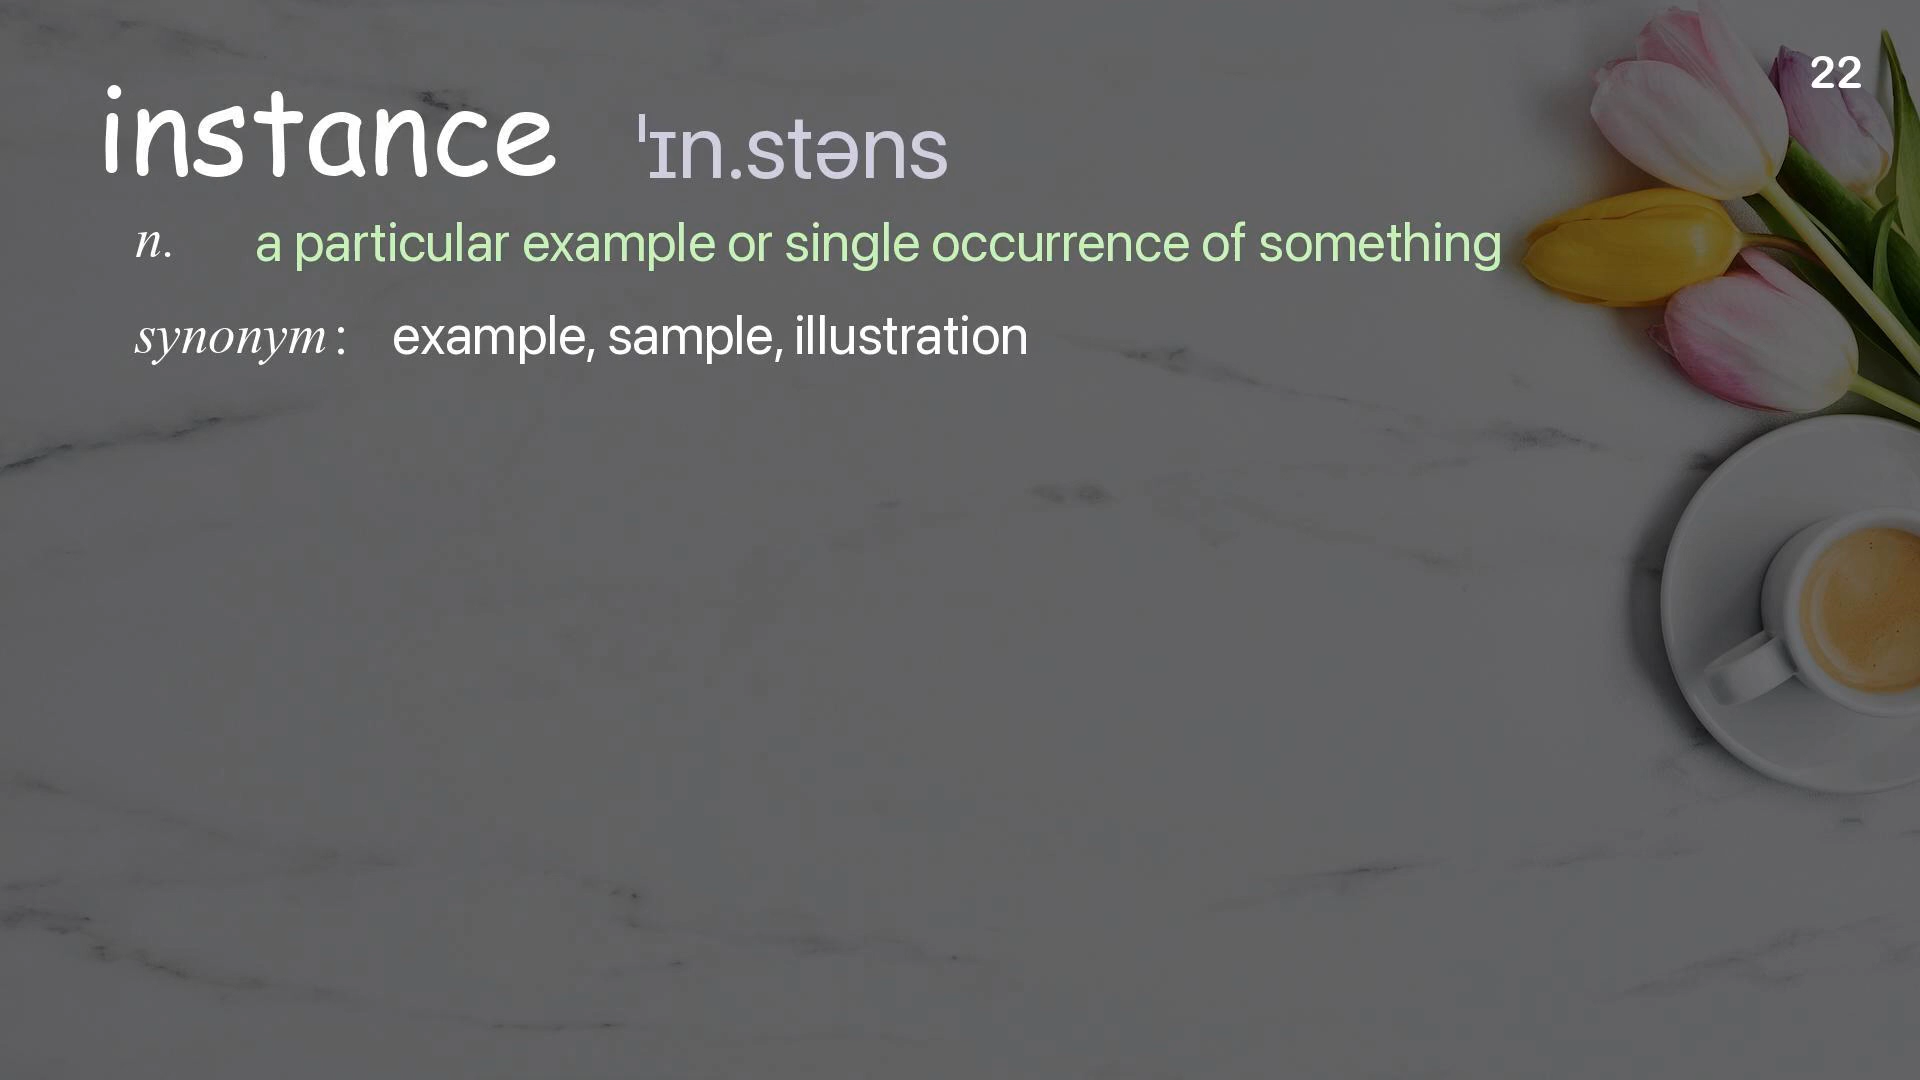 22
instance ˈɪn.stəns
n. a particular example or single occurrence of something
synonym : example, sample, illustration